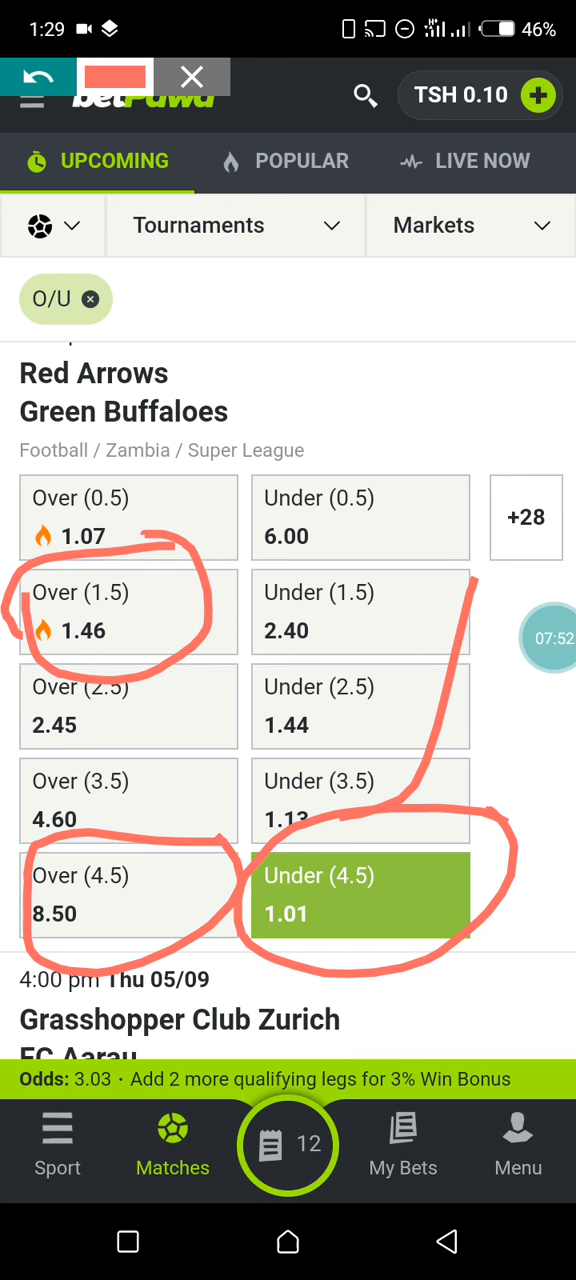 1:29 46%
betPawa TSH 0.10
UPCOMING POPULAR LIVE NOW
Tournaments Markets
O/U
Red Arrows
Green Buffaloes
Football / Zambia / Super League
Over (0.5) Under (0.5)
1.07 6.00 +28
Over (1.5) Under (1.5)
1.46 2.40 07:52
Over (2.5) Under (2.5)
2.45 1.44
Over (3.5) Under (3.5)
4.60 1.13
Over (4.5) Under (4.5)
8.50 1.01
4:00 pm Thu 05/09
Grasshopper Club Zurich
FC Aarau
Odds: 3.03 · Add 2 more qualifying legs for 3% Win Bonus
12
Sport Matches My Bets Menu